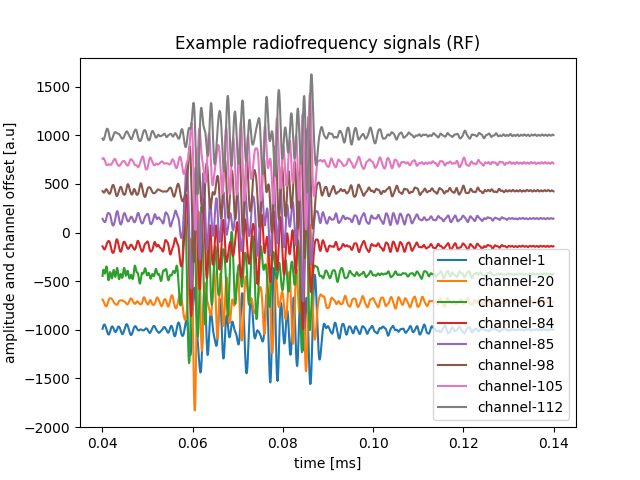 Example radiofrequency signals (RF)
amplitude and channel offset [a.u]
1500
1000
500
0
−500
−1000
−1500
−2000
channel-1
channel-20
channel-61
channel-84
channel-85
channel-98
channel-105
channel-112
0.04 0.06 0.08 0.10 0.12 0.14
time [ms]